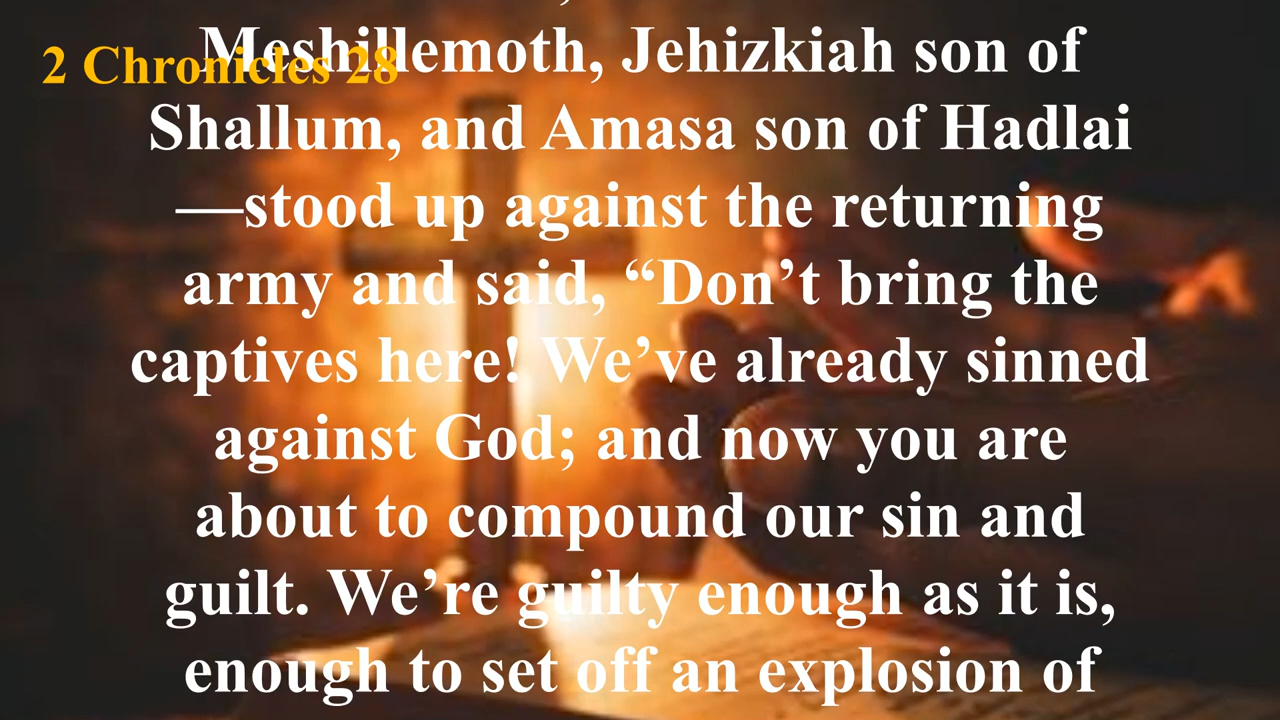 2 Chronicles 28
Meshillemoth, Jehizkiah son of
Shallum, and Amasa son of Hadlai
—stood up against the returning
army and said, “Don’t bring the
captives here! We’ve already sinned
against God; and now you are
about to compound our sin and
guilt. We’re guilty enough as it is,
enough to set off an explosion of